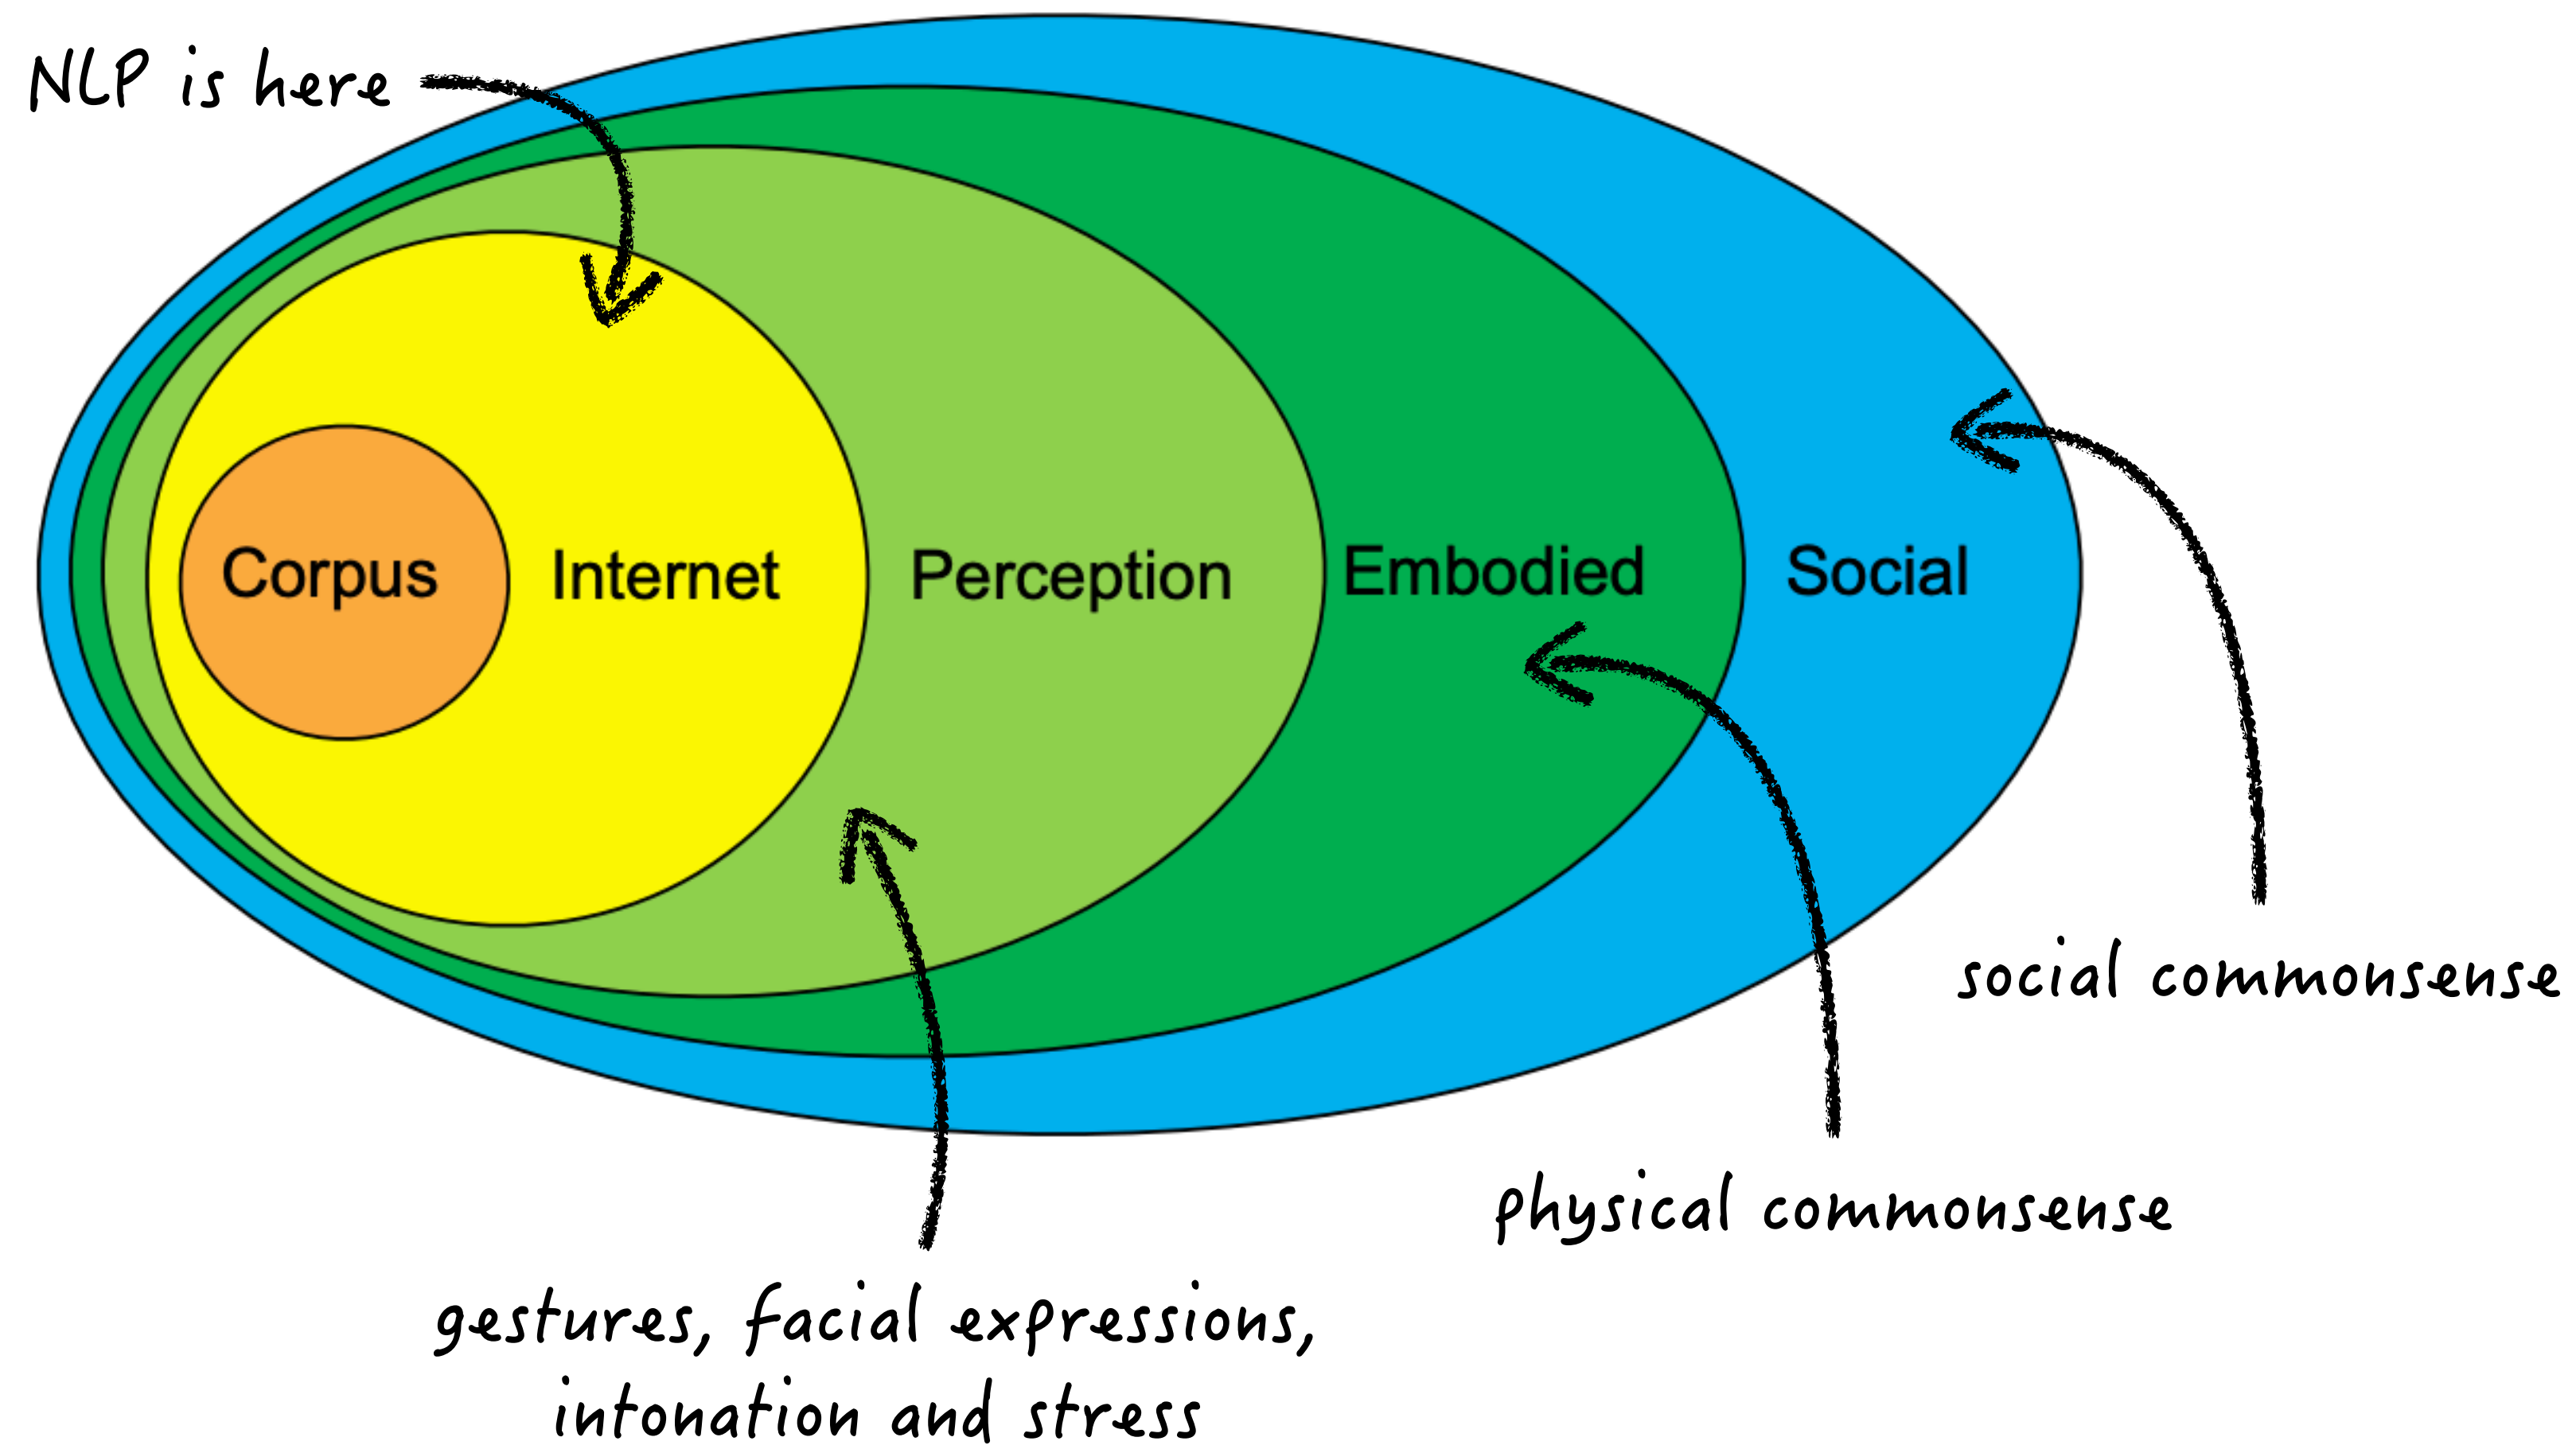 NLP is here
Corpus
Internet
Perception
Embodied
Social
social commonsense
physical commonsense
gestures, facial expressions,
intonation and stress